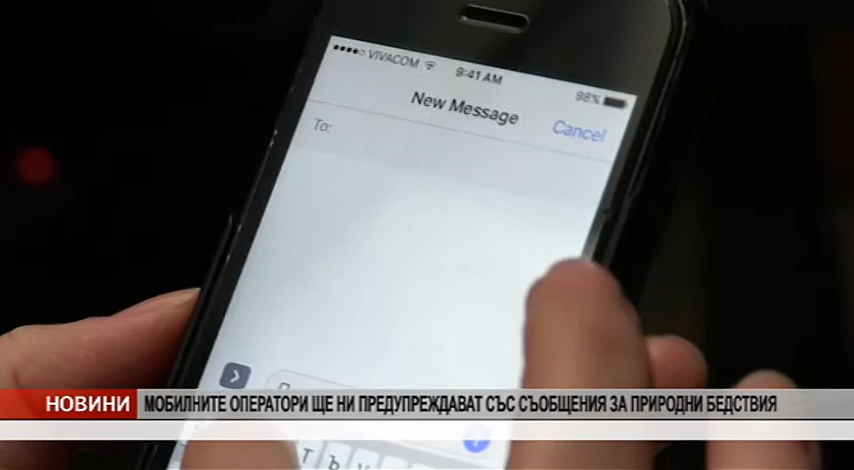 VIVACOM
9:41 AM
98%
New Message
Cancel
To:
НОВИНИ
МОБИЛНИТЕ ОПЕРАТОРИ ЩЕ НИ ПРЕДУПРЕЖДАВАТ СЪС СЪОБЩЕНИЯ ЗА ПРИРОДНИ БЕДСТВИЯ
Т Ъ У